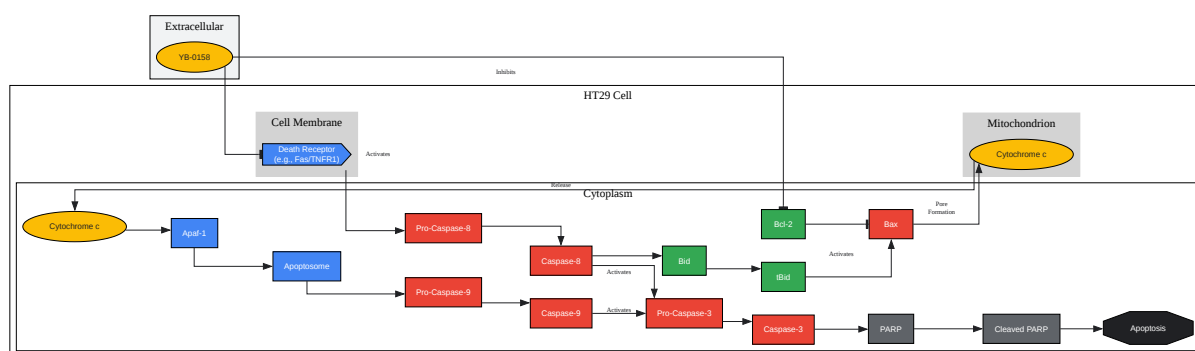 Extracellular
YB-0158
Inhibits
HT29 Cell
Cell Membrane
Death Receptor
(e.g., Fas/TNFR1)
Activates
Mitochondrion
Cytochrome c
Release
Cytoplasm
Cytochrome c
Apaf-1
Apoptosome
Pro-Caspase-8
Pro-Caspase-9
Caspase-8
Activates
Caspase-9
Activates
Bid
Pro-Caspase-3
Bcl-2
tBid
Caspase-3
Bax
Activates
Pore
Formation
PARP
Cleaved PARP
Apoptosis